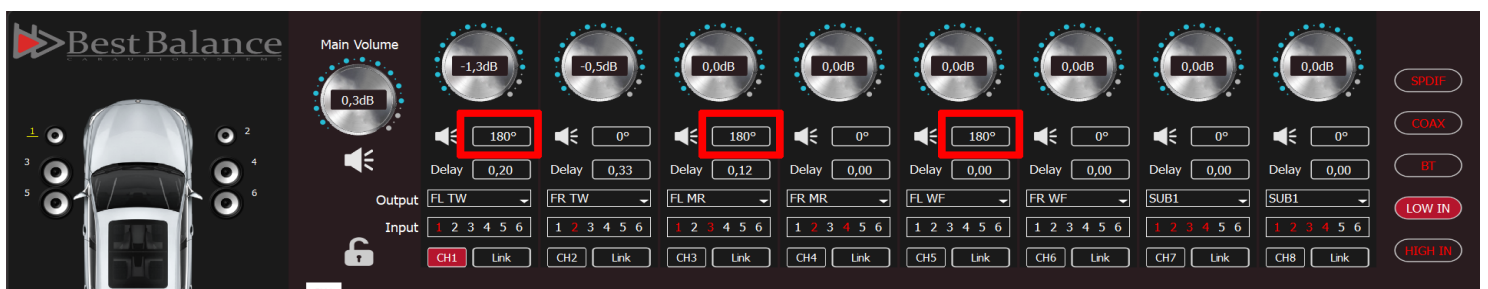 Best Balance
CARAUDIOSYSTEMS
1 2
3 4
5 6
Main Volume
0,3dB
-1,3dB -0,5dB 0,0dB 0,0dB 0,0dB 0,0dB 0,0dB 0,0dB
180° 0° 180° 0° 180° 0° 0° 0°
Delay 0,20 Delay 0,33 Delay 0,12 Delay 0,00 Delay 0,00 Delay 0,00 Delay 0,00 Delay 0,00
Output FL TW FR TW FL MR FR MR FL WF FR WF SUB1 SUB1
Input 1 2 3 4 5 6 1 2 3 4 5 6 1 2 3 4 5 6 1 2 3 4 5 6 1 2 3 4 5 6 1 2 3 4 5 6 1 2 3 4 5 6 1 2 3 4 5 6
CH1 Link CH2 Link CH3 Link CH4 Link CH5 Link CH6 Link CH7 Link CH8 Link
SPDIF
COAX
BT
LOW IN
HIGH IN